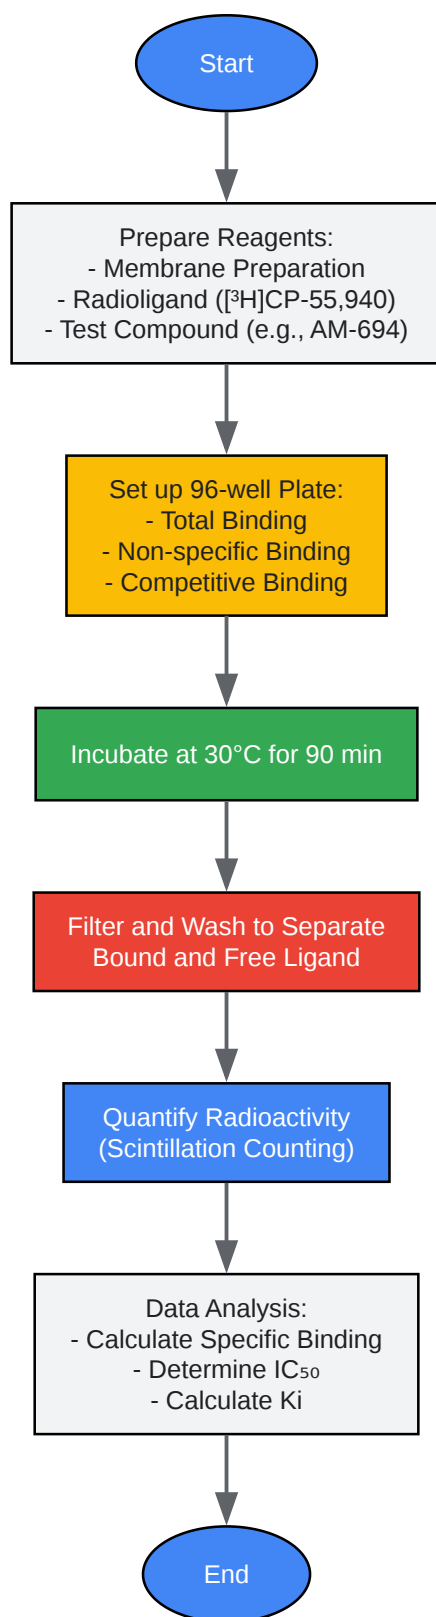 Start
Prepare Reagents:
- Membrane Preparation
- Radioligand ([³H]CP-55,940)
- Test Compound (e.g., AM-694)
Set up 96-well Plate:
- Total Binding
- Non-specific Binding
- Competitive Binding
Incubate at 30°C for 90 min
Filter and Wash to Separate
Bound and Free Ligand
Quantify Radioactivity
(Scintillation Counting)
Data Analysis:
- Calculate Specific Binding
- Determine IC₅₀
- Calculate Ki
End